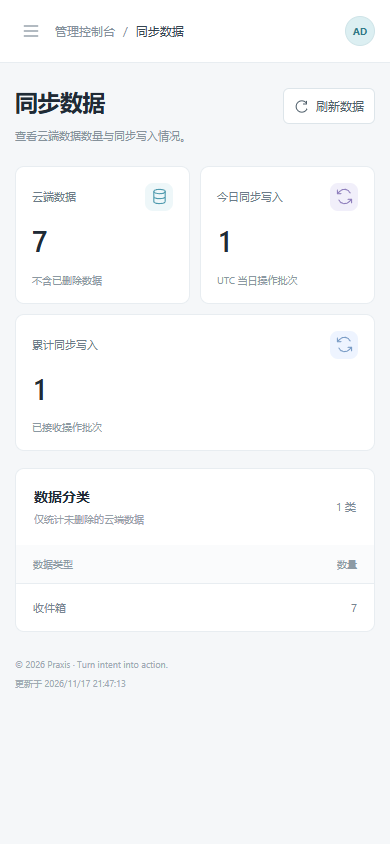 管理控制台 / 同步数据
AD
同步数据
刷新数据
查看云端数据数量与同步写入情况。
云端数据
7
不含已删除数据
今日同步写入
1
UTC 当日操作批次
累计同步写入
1
已接收操作批次
数据分类
仅统计未删除的云端数据
1 类
数据类型 数量
收件箱 7
© 2026 Praxis · Turn intent into action.
更新于 2026/11/17 21:47:13